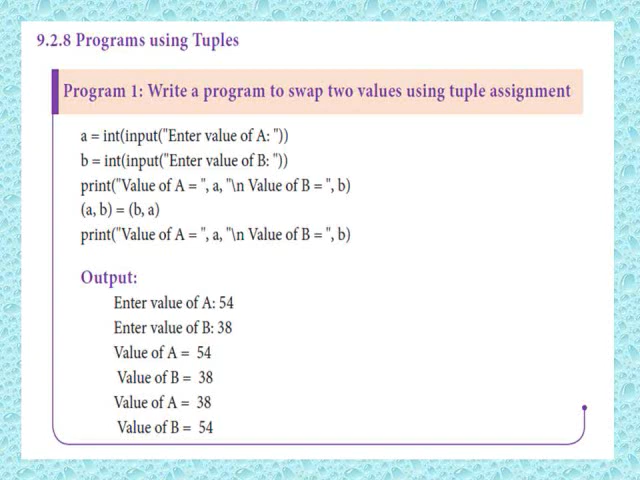 9.2.8 Programs using Tuples
Program 1: Write a program to swap two values using tuple assignment
a = int(input("Enter value of A: "))
b = int(input("Enter value of B: "))
print("Value of A = ", a, "\n Value of B = ", b)
(a, b) = (b, a)
print("Value of A = ", a, "\n Value of B = ", b)
Output:
Enter value of A: 54
Enter value of B: 38
Value of A = 54
Value of B = 38
Value of A = 38
Value of B = 54